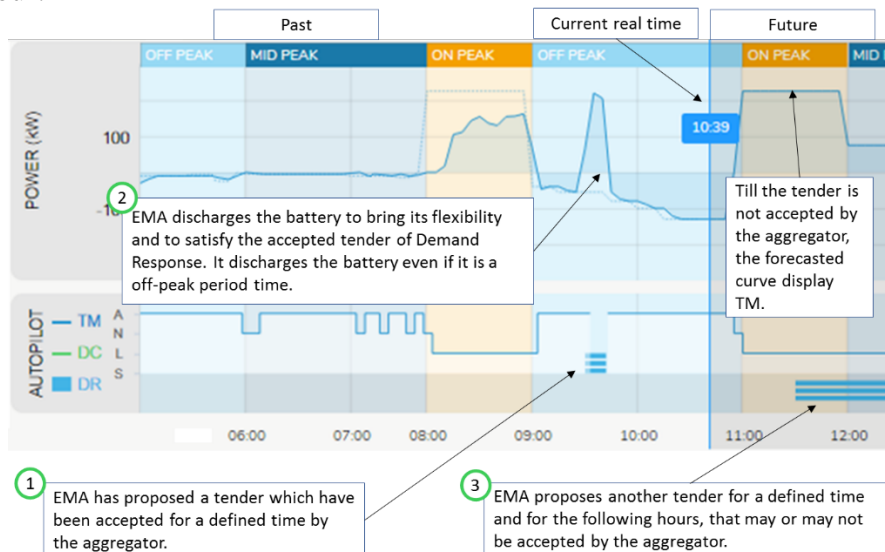 Past
Current real time
Future
OFF PEAK
MID PEAK
ON PEAK
OFF PEAK
ON PEAK
MID
POWER (kW)
100
10:39
-10
2
EMA discharges the battery to bring its flexibility
and to satisfy the accepted tender of Demand
Response. It discharges the battery even if it is a
off-peak period time.
Till the tender is
not accepted by
the aggregator,
the forecasted
curve display
TM.
AUTOPILOT
TM
DC
DR
A
N
L
S
06:00
07:00
08:00
09:00
10:00
11:00
12:00
1
EMA has proposed a tender which have
been accepted for a defined time by
the aggregator.
3
EMA proposes another tender for a defined time
and for the following hours, that may or may not
be accepted by the aggregator.